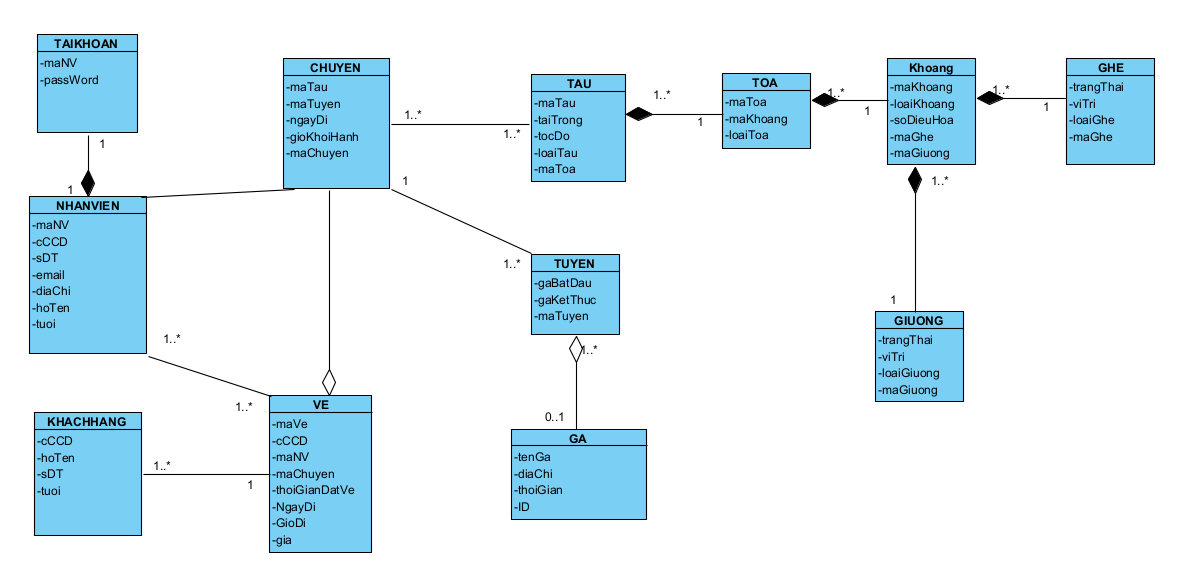 TAIKHOAN
-maNV
-passWord
1
1
NHANVIEN
-maNV
-cCCD
-sDT
-email
-diaChi
-hoTen
-tuoi
1..*
1..*
KHACHHANG
-cCCD
-hoTen
-sDT
-tuoi
1..*
1
CHUYEN
-maTau
-maTuyen
-ngayDi
-gioKhoiHanh
-maChuyen
1..*
1..*
1
1..*
VE
-maVe
-cCCD
-maNV
-maChuyen
-thoiGianDatVe
-NgayDi
-GioDi
-gia
TAU
-maTau
-taiTrong
-tocDo
-loaiTau
-maToa
1..*
1
TUYEN
-gaBatDau
-gaKetThuc
-maTuyen
1..*
0..1
GA
-tenGa
-diaChi
-thoiGian
-ID
TOA
-maToa
-maKhoang
-loaiToa
1..*
1
Khoang
-maKhoang
-loaiKhoang
-soDieuHoa
-maGhe
-maGiuong
1..*
1
1..*
1
GHE
-trangThai
-viTri
-loaiGhe
-maGhe
GIUONG
-trangThai
-viTri
-loaiGiuong
-maGiuong